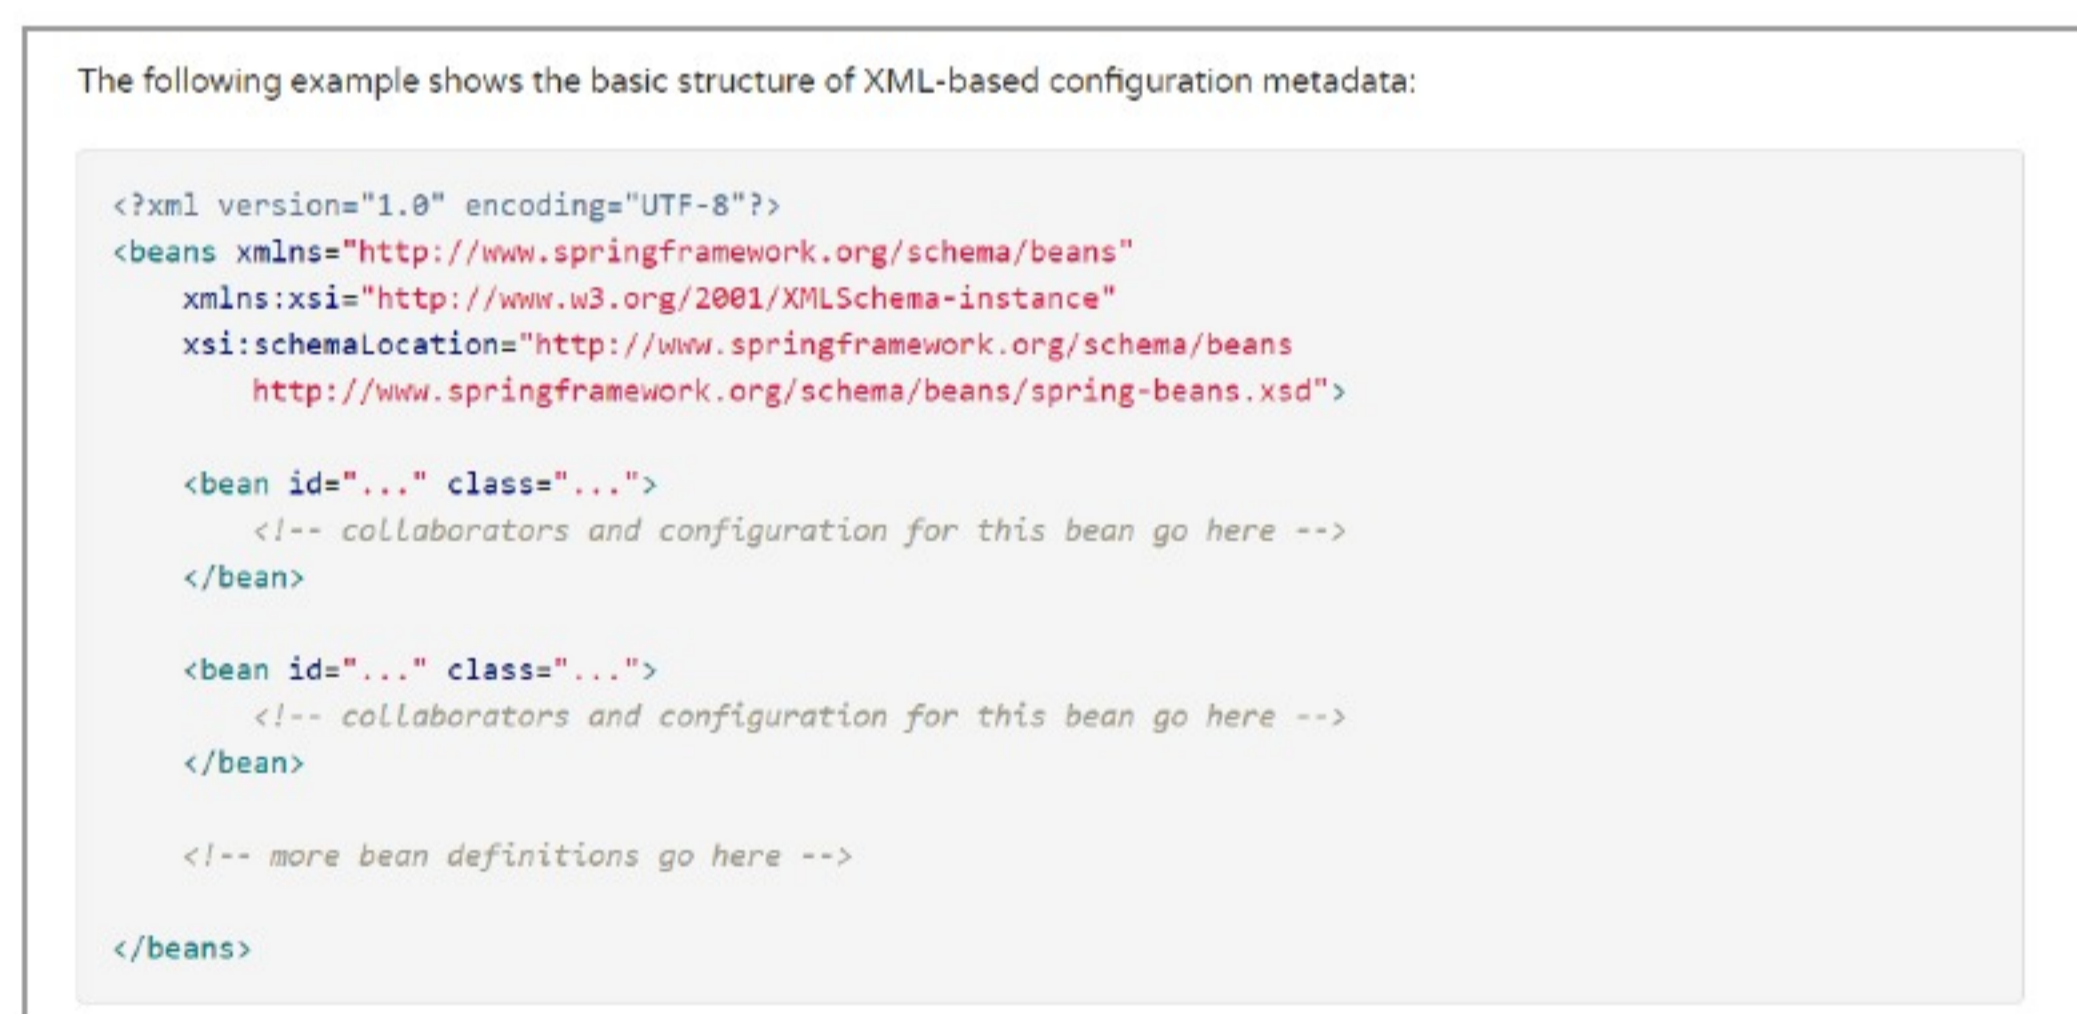 The following example shows the basic structure of XML-based configuration metadata:
<?xml version="1.0" encoding="UTF-8"?>
<beans xmlns="http://www.springframework.org/schema/beans"
xmlns:xsi="http://www.w3.org/2001/XMLSchema-instance"
xsi:schemaLocation="http://www.springframework.org/schema/beans
http://www.springframework.org/schema/beans/spring-beans.xsd">
<bean id="..." class="...">
<!-- collaborators and configuration for this bean go here -->
</bean>
<bean id="..." class="...">
<!-- collaborators and configuration for this bean go here -->
</bean>
<!-- more bean definitions go here -->
</beans>